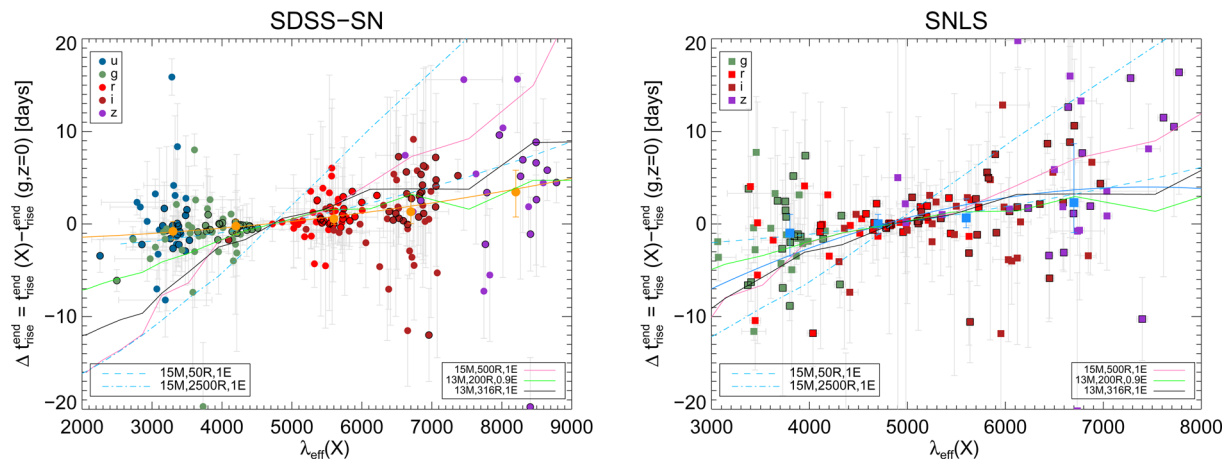 SDSS−SN
20
10
0
−10
−20
Δ t_rise^end = t_rise^end (X)−t_rise^end (g,z=0) [days]
u
g
r
i
z
15M,50R,1E
15M,2500R,1E
15M,500R,1E
13M,200R,0.9E
13M,316R,1E
2000 3000 4000 5000 6000 7000 8000 9000
λeff(X)
SNLS
20
10
0
−10
−20
Δ t_rise^end = t_rise^end (X)−t_rise^end (g,z=0) [days]
g
r
i
z
15M,50R,1E
15M,2500R,1E
15M,500R,1E
13M,200R,0.9E
13M,316R,1E
3000 4000 5000 6000 7000 8000
λeff(X)